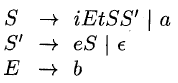 S → iEtSS′ | a
S′ → eS | ϵ
E → b